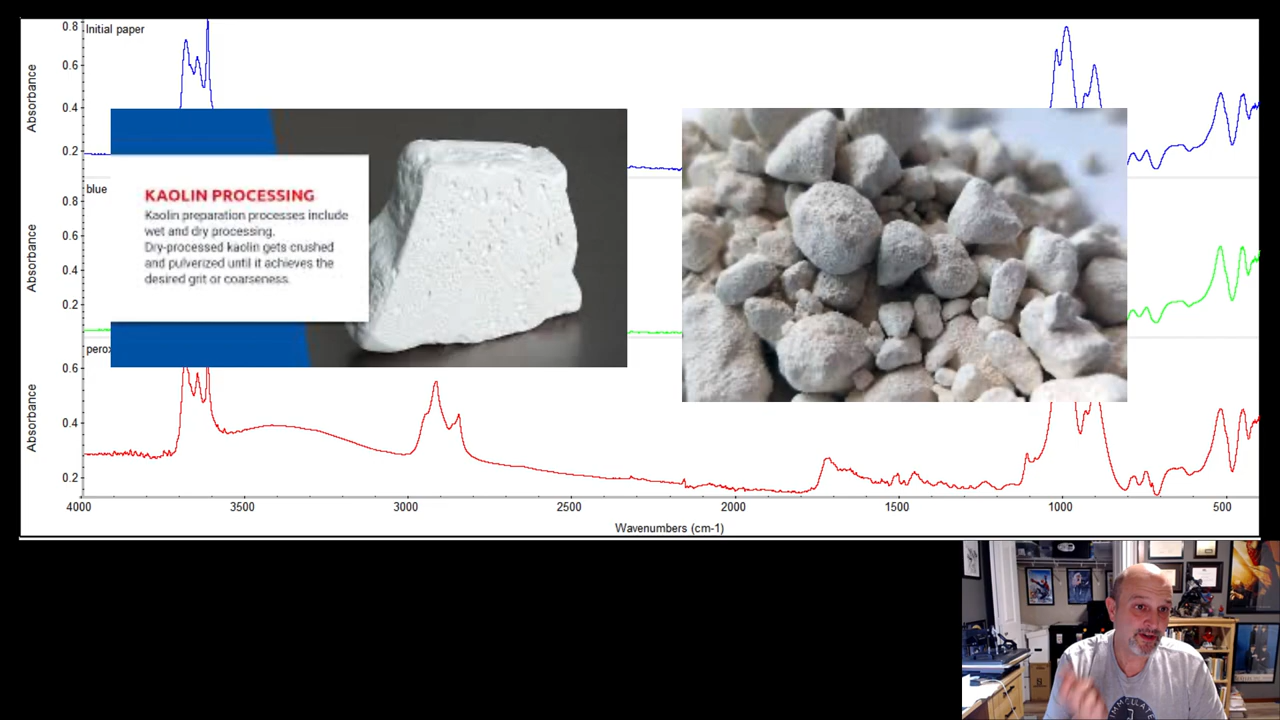 Initial paper
0.8
0.6
0.4
0.2
Absorbance
blue
0.8
0.6
0.4
0.2
Absorbance
KAOLIN PROCESSING
Kaolin preparation processes include
wet and dry processing.
Dry-processed kaolin gets crushed
and pulverized until it achieves the
desired grit or coarseness.
perox
0.6
0.4
0.2
Absorbance
4000 3500 3000 2500 2000 1500 1000 500
Wavenumbers (cm-1)